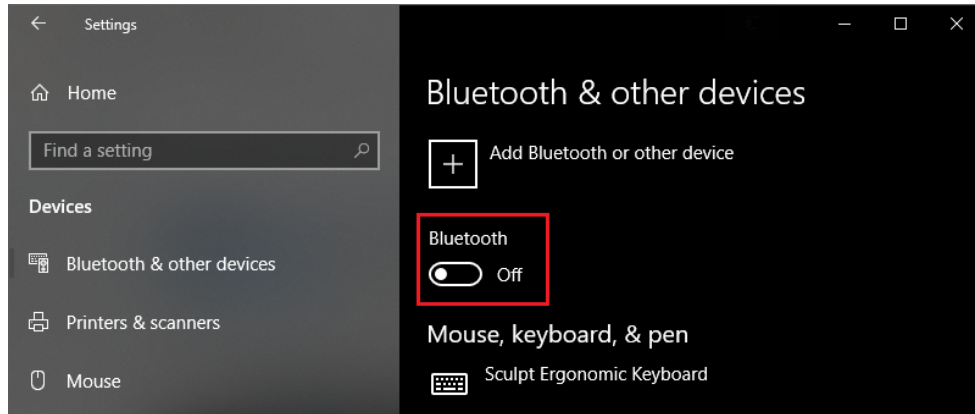 Settings
Home
Find a setting
Devices
Bluetooth & other devices
Printers & scanners
Mouse
Bluetooth & other devices
Add Bluetooth or other device
Bluetooth
Off
Mouse, keyboard, & pen
Sculpt Ergonomic Keyboard